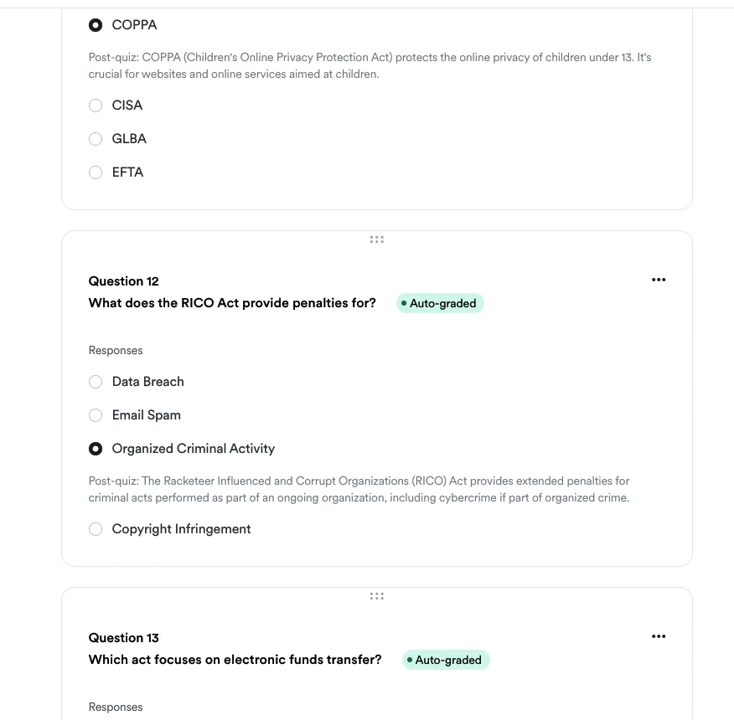 COPPA
Post-quiz: COPPA (Children's Online Privacy Protection Act) protects the online privacy of children under 13. It's
crucial for websites and online services aimed at children.
CISA
GLBA
EFTA
Question 12
What does the RICO Act provide penalties for?
Auto-graded
Responses
Data Breach
Email Spam
Organized Criminal Activity
Post-quiz: The Racketeer Influenced and Corrupt Organizations (RICO) Act provides extended penalties for
criminal acts performed as part of an ongoing organization, including cybercrime if part of organized crime.
Copyright Infringement
Question 13
Which act focuses on electronic funds transfer?
Auto-graded
Responses